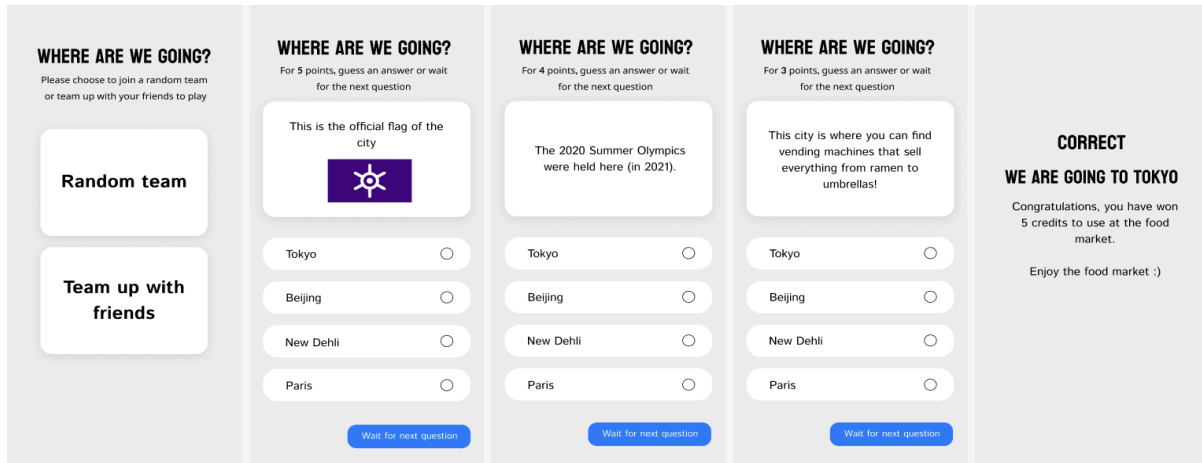 WHERE ARE WE GOING?
Please choose to join a random team
or team up with your friends to play
Random team
Team up with
friends
WHERE ARE WE GOING?
For 5 points, guess an answer or wait
for the next question
This is the official flag of the
city
Tokyo
Beijing
New Dehli
Paris
Wait for next question
WHERE ARE WE GOING?
For 4 points, guess an answer or wait
for the next question
The 2020 Summer Olympics
were held here (in 2021).
Tokyo
Beijing
New Dehli
Paris
Wait for next question
WHERE ARE WE GOING?
For 3 points, guess an answer or wait
for the next question
This city is where you can find
vending machines that sell
everything from ramen to
umbrellas!
Tokyo
Beijing
New Dehli
Paris
Wait for next question
CORRECT
WE ARE GOING TO TOKYO
Congratulations, you have won
5 credits to use at the food
market.
Enjoy the food market :)